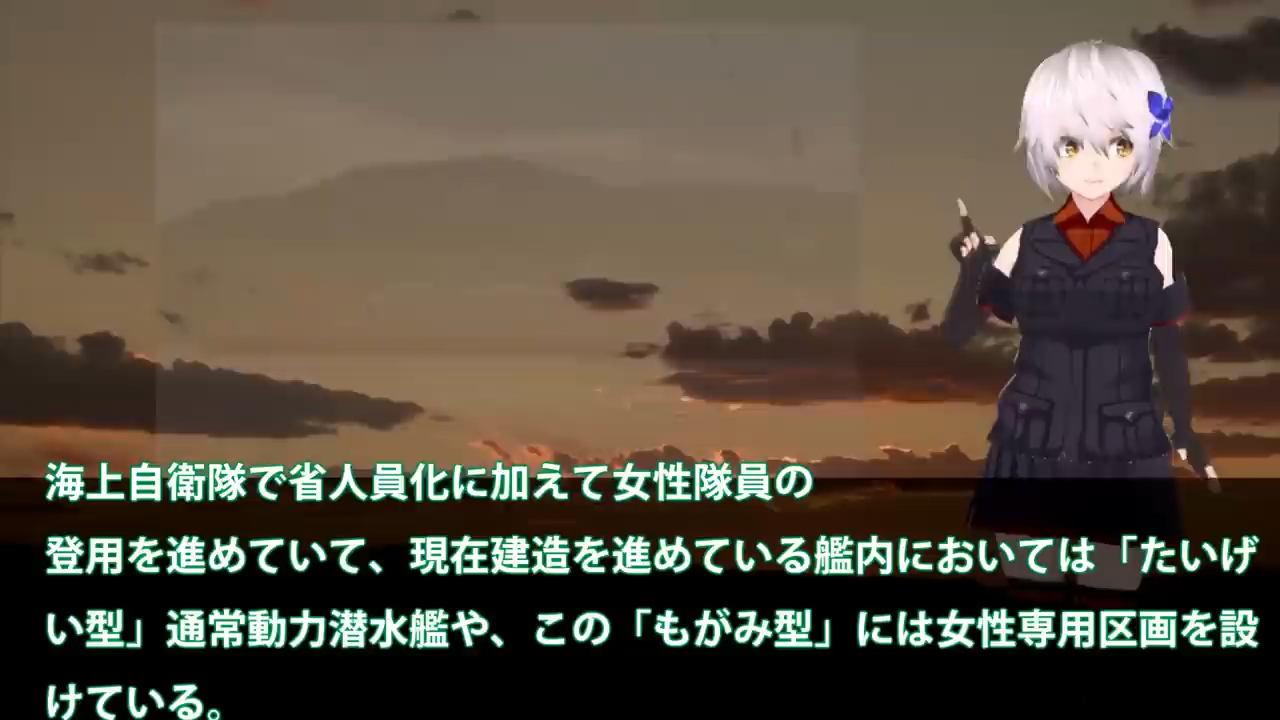 海上自衛隊で省人員化に加えて女性隊員の
登用を進めていて、現在建造を進めている艦内においては「たいげ
い型」通常動力潜水艦や、この「もがみ型」には女性専用区画を設
けている。